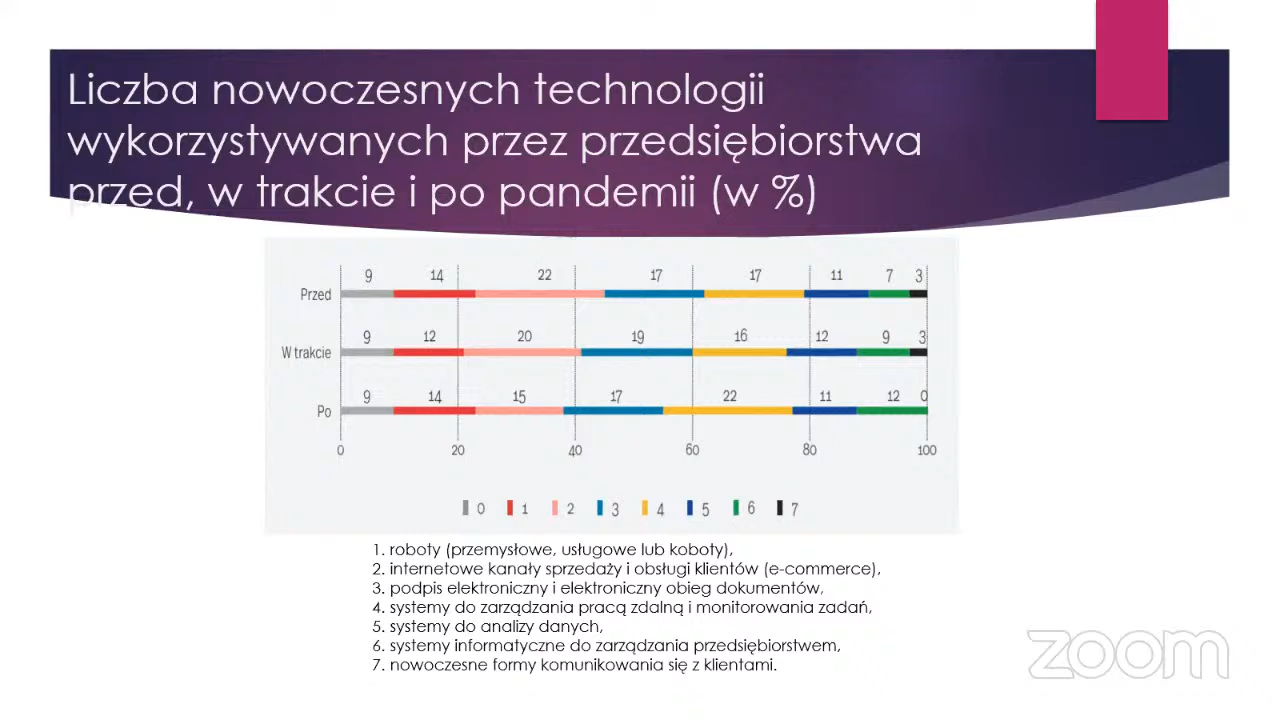 Liczba nowoczesnych technologii
wykorzystywanych przez przedsiębiorstwa
przed, w trakcie i po pandemii (w %)
9 14 22 17 17 11 7 3
Przed
9 12 20 19 16 12 9 3
W trakcie
9 14 15 17 22 11 12 0
Po
0 20 40 60 80 100
0 1 2 3 4 5 6 7
1. roboty (przemysłowe, usługowe lub koboty),
2. internetowe kanały sprzedaży i obsługi klientów (e-commerce),
3. podpis elektroniczny i elektroniczny obieg dokumentów,
4. systemy do zarządzania pracą zdalną i monitorowania zadań,
5. systemy do analizy danych,
6. systemy informatyczne do zarządzania przedsiębiorstwem,
7. nowoczesne formy komunikowania się z klientami.
zoom